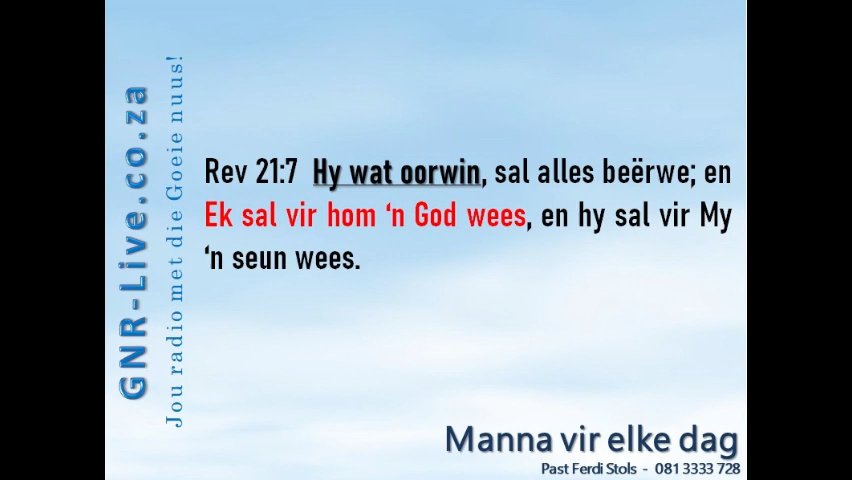 GNR-Live.co.za
Jou radio met die Goeie nuus!
Rev 21:7 Hy wat oorwin, sal alles beërwe; en
Ek sal vir hom ‘n God wees, en hy sal vir My
‘n seun wees.
Manna vir elke dag
Past Ferdi Stols - 081 3333 728